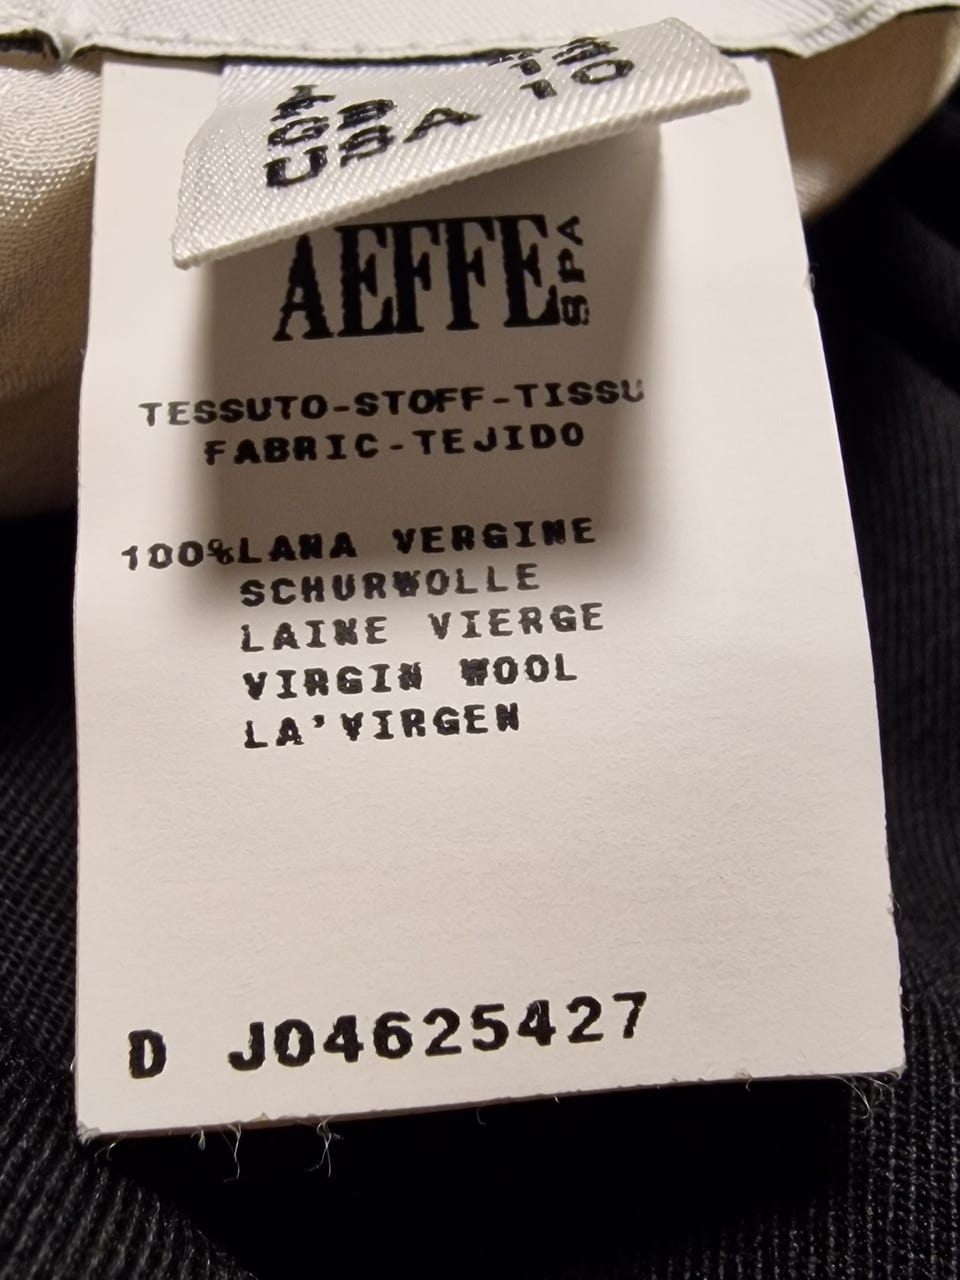 I
GB 14
USA 10
AEFFE SPA
TESSUTO-STOFF-TISSU
FABRIC-TEJIDO
100%LANA VERGINE
SCHURWOLLE
LAINE VIERGE
VIRGIN WOOL
LA'VIRGEN
D J04625427